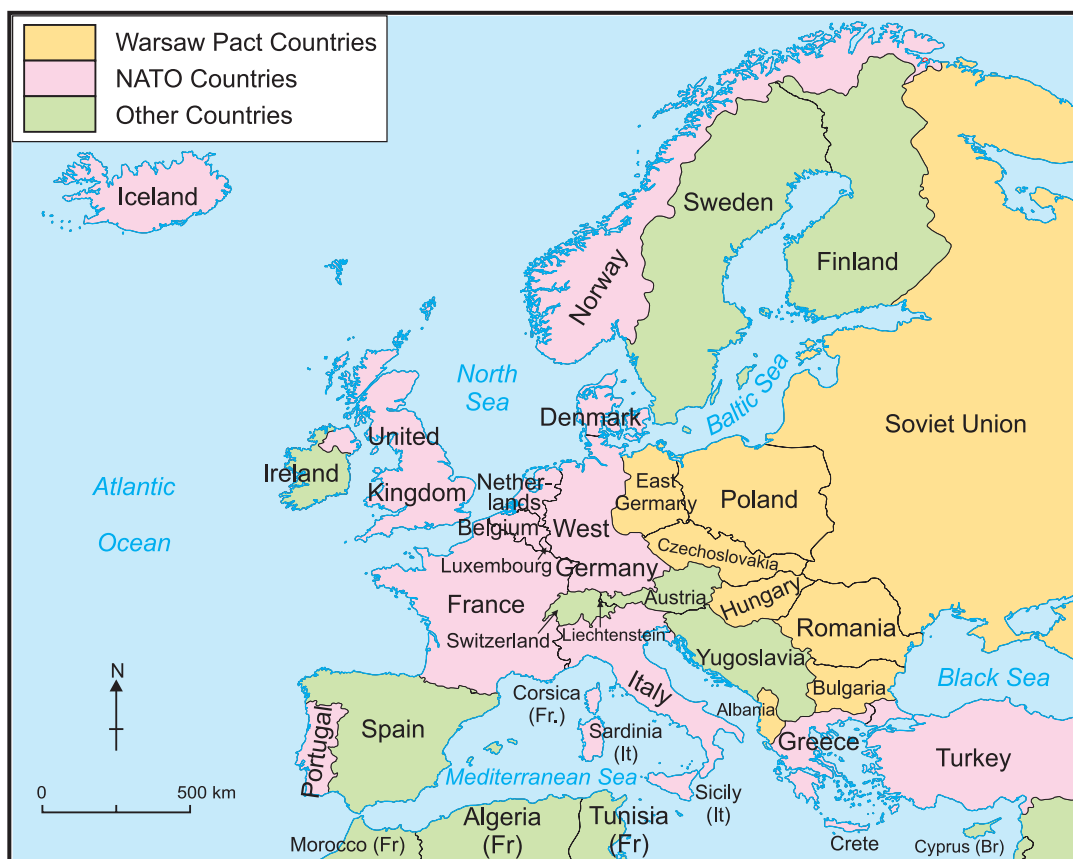 Warsaw Pact Countries
NATO Countries
Other Countries
Iceland
Sweden
Finland
Norway
North
Sea
Baltic Sea
Denmark
Soviet Union
United
Kingdom
Ireland
Nether-
lands
East
Germany
Poland
Atlantic
Ocean
Belgium
West
Germany
Czechoslovakia
Luxembourg
Austria
Hungary
France
Switzerland
Liechtenstein
Romania
Yugoslavia
N
Black Sea
Corsica
(Fr.)
Italy
Bulgaria
Albania
Portugal
Spain
Sardinia
(It)
Greece
Turkey
Mediterranean Sea
Sicily
(It)
0 500 km
Algeria
(Fr)
Tunisia
(Fr)
Morocco (Fr)
Crete
Cyprus (Br)